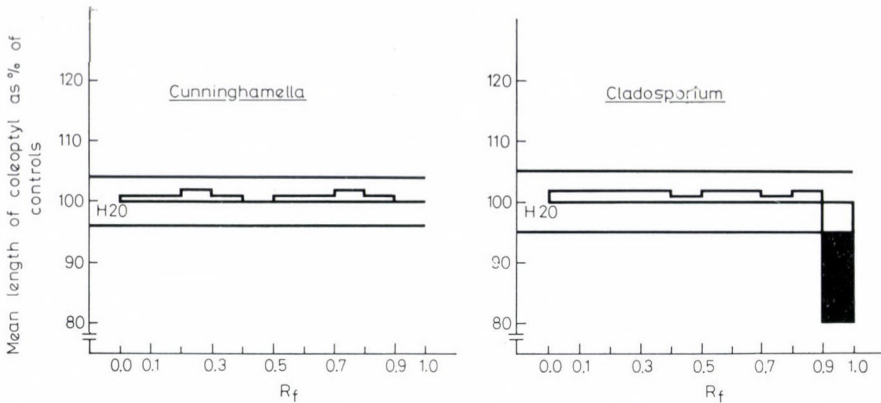 Mean length of coleoptyl as % of
controls
Cunninghamella
120
110
100
90
80
H20
0.0 0.1 0.3 0.5 0.7 0.9 1.0
Rf
Cladosporium
120
110
100
90
80
H20
0.0 0.1 0.3 0.5 0.7 0.9 1.0
Rf